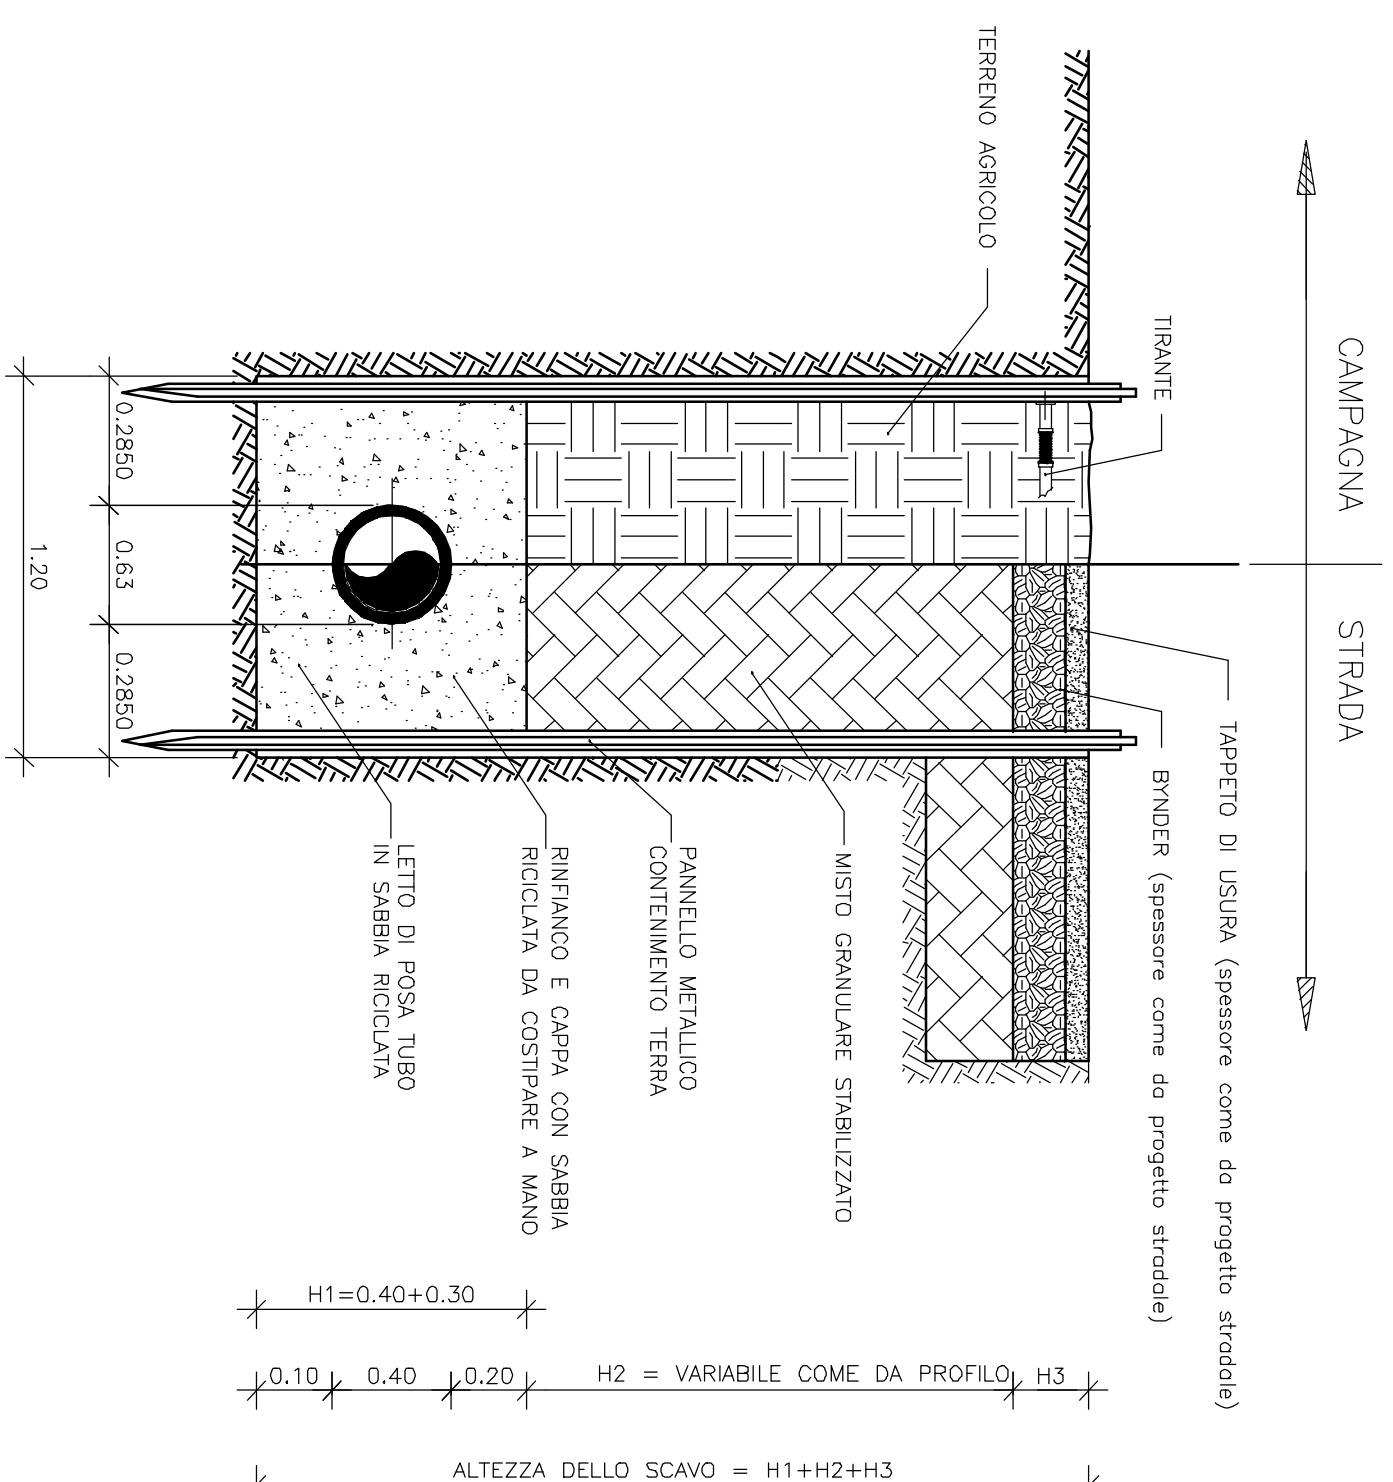 CAMPAGNA
STRADA
TAPPETO DI USURA (spessore come da progetto stradale)
TIRANTE
BYNDER (spessore come da progetto stradale)
TERRENO AGRICOLO
MISTO GRANULARE STABILIZZATO
PANNELLO METALLICO
CONTENIMENTO TERRA
RINFIANCO E CAPPA CON SABBIA
RICICLATA DA COSTIPARE A MANO
LETTO DI POSA TUBO
IN SABBIA RICICLATA
0.2850
0.63
0.2850
1.20
H1=0.40+0.30
0.10
0.40
0.20
H2 = VARIABILE COME DA PROFILO
H3
ALTEZZA DELLO SCAVO = H1+H2+H3